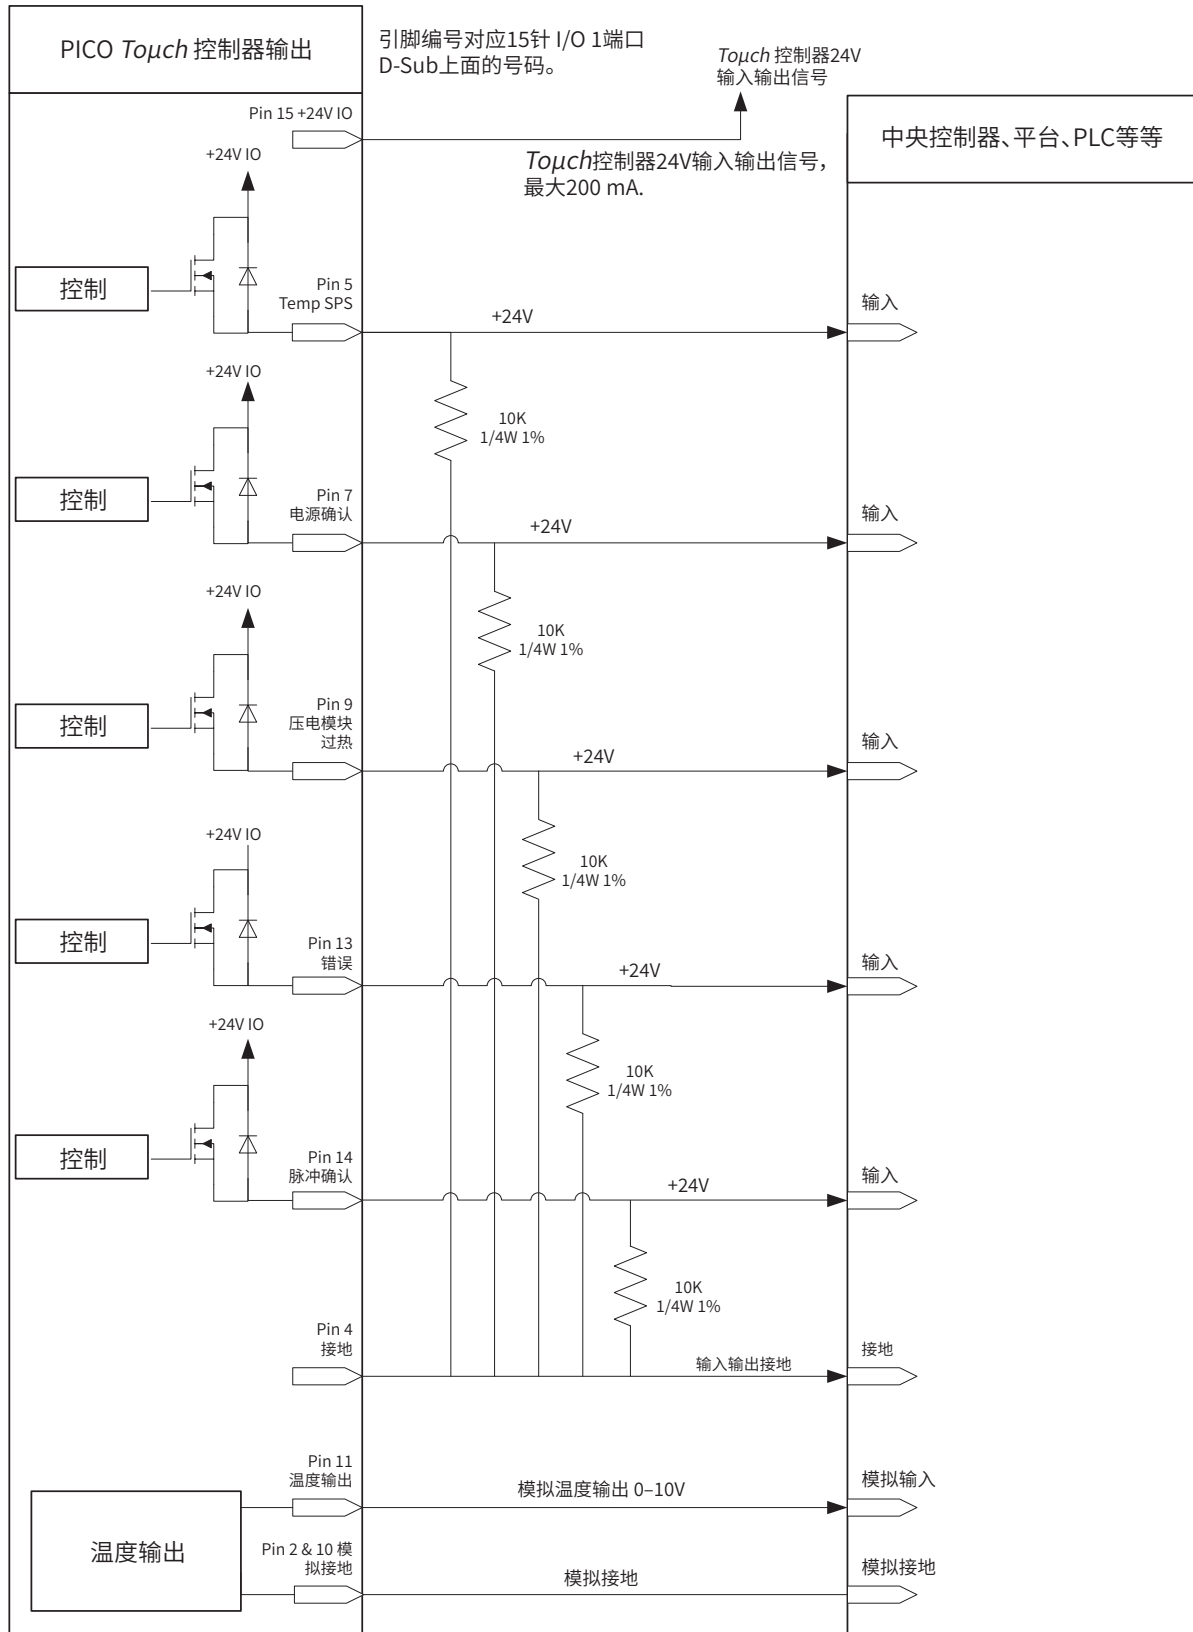 PICO Toμch 控制器输出
引脚编号对应15针 I/O 1端口
D-Sub上面的号码。
Toμch 控制器24V
输入输出信号
Pin 15 +24V IO
中央控制器、平台、PLC等等
Toμch控制器24V输入输出信号，
最大200 mA.
+24V IO
控制
Pin 5
Temp SPS
+24V
输入
10K
1/4W 1%
+24V IO
控制
Pin 7
电源确认
+24V
输入
10K
1/4W 1%
+24V IO
控制
Pin 9
压电模块
过热
+24V
输入
10K
1/4W 1%
+24V IO
控制
Pin 13
错误
+24V
输入
10K
1/4W 1%
+24V IO
控制
Pin 14
脉冲确认
+24V
输入
10K
1/4W 1%
Pin 4
接地
输入输出接地
接地
Pin 11
温度输出
模拟温度输出 0–10V
模拟输入
温度输出
Pin 2 & 10 模
拟接地
模拟接地
模拟接地